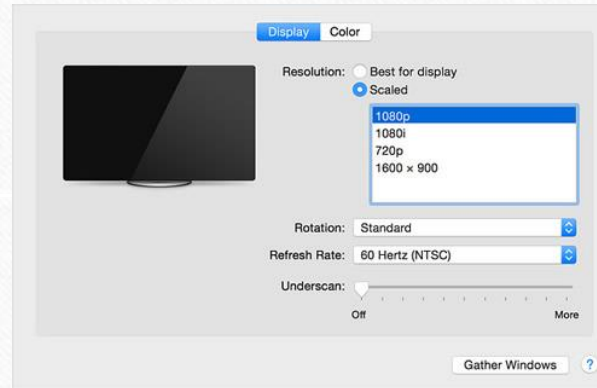 Display Color
Resolution: Best for display
Scaled
1080p
1080i
720p
1600 × 900
Rotation: Standard
Refresh Rate: 60 Hertz (NTSC)
Underscan:
Off More
Gather Windows ?